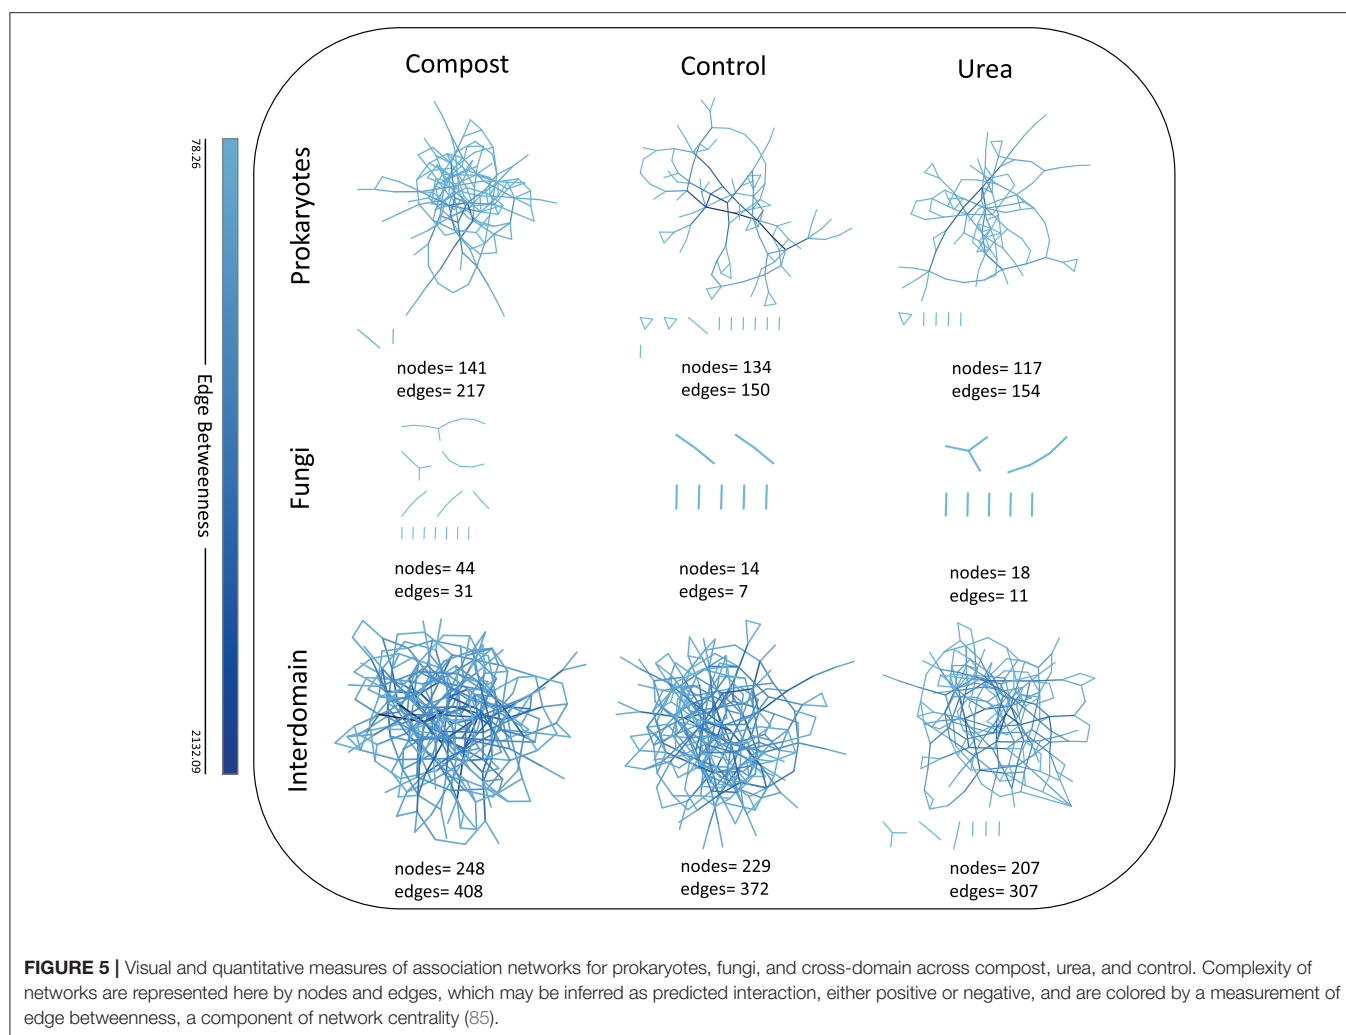 Compost
Control
Urea
78.26
Edge Betweenness
2132.09
Prokaryotes
nodes= 141
edges= 217
nodes= 134
edges= 150
nodes= 117
edges= 154
Fungi
nodes= 44
edges= 31
nodes= 14
edges= 7
nodes= 18
edges= 11
Interdomain
nodes= 248
edges= 408
nodes= 229
edges= 372
nodes= 207
edges= 307
FIGURE 5 | Visual and quantitative measures of association networks for prokaryotes, fungi, and cross-domain across compost, urea, and control. Complexity of
networks are represented here by nodes and edges, which may be inferred as predicted interaction, either positive or negative, and are colored by a measurement of
edge betweenness, a component of network centrality (85).